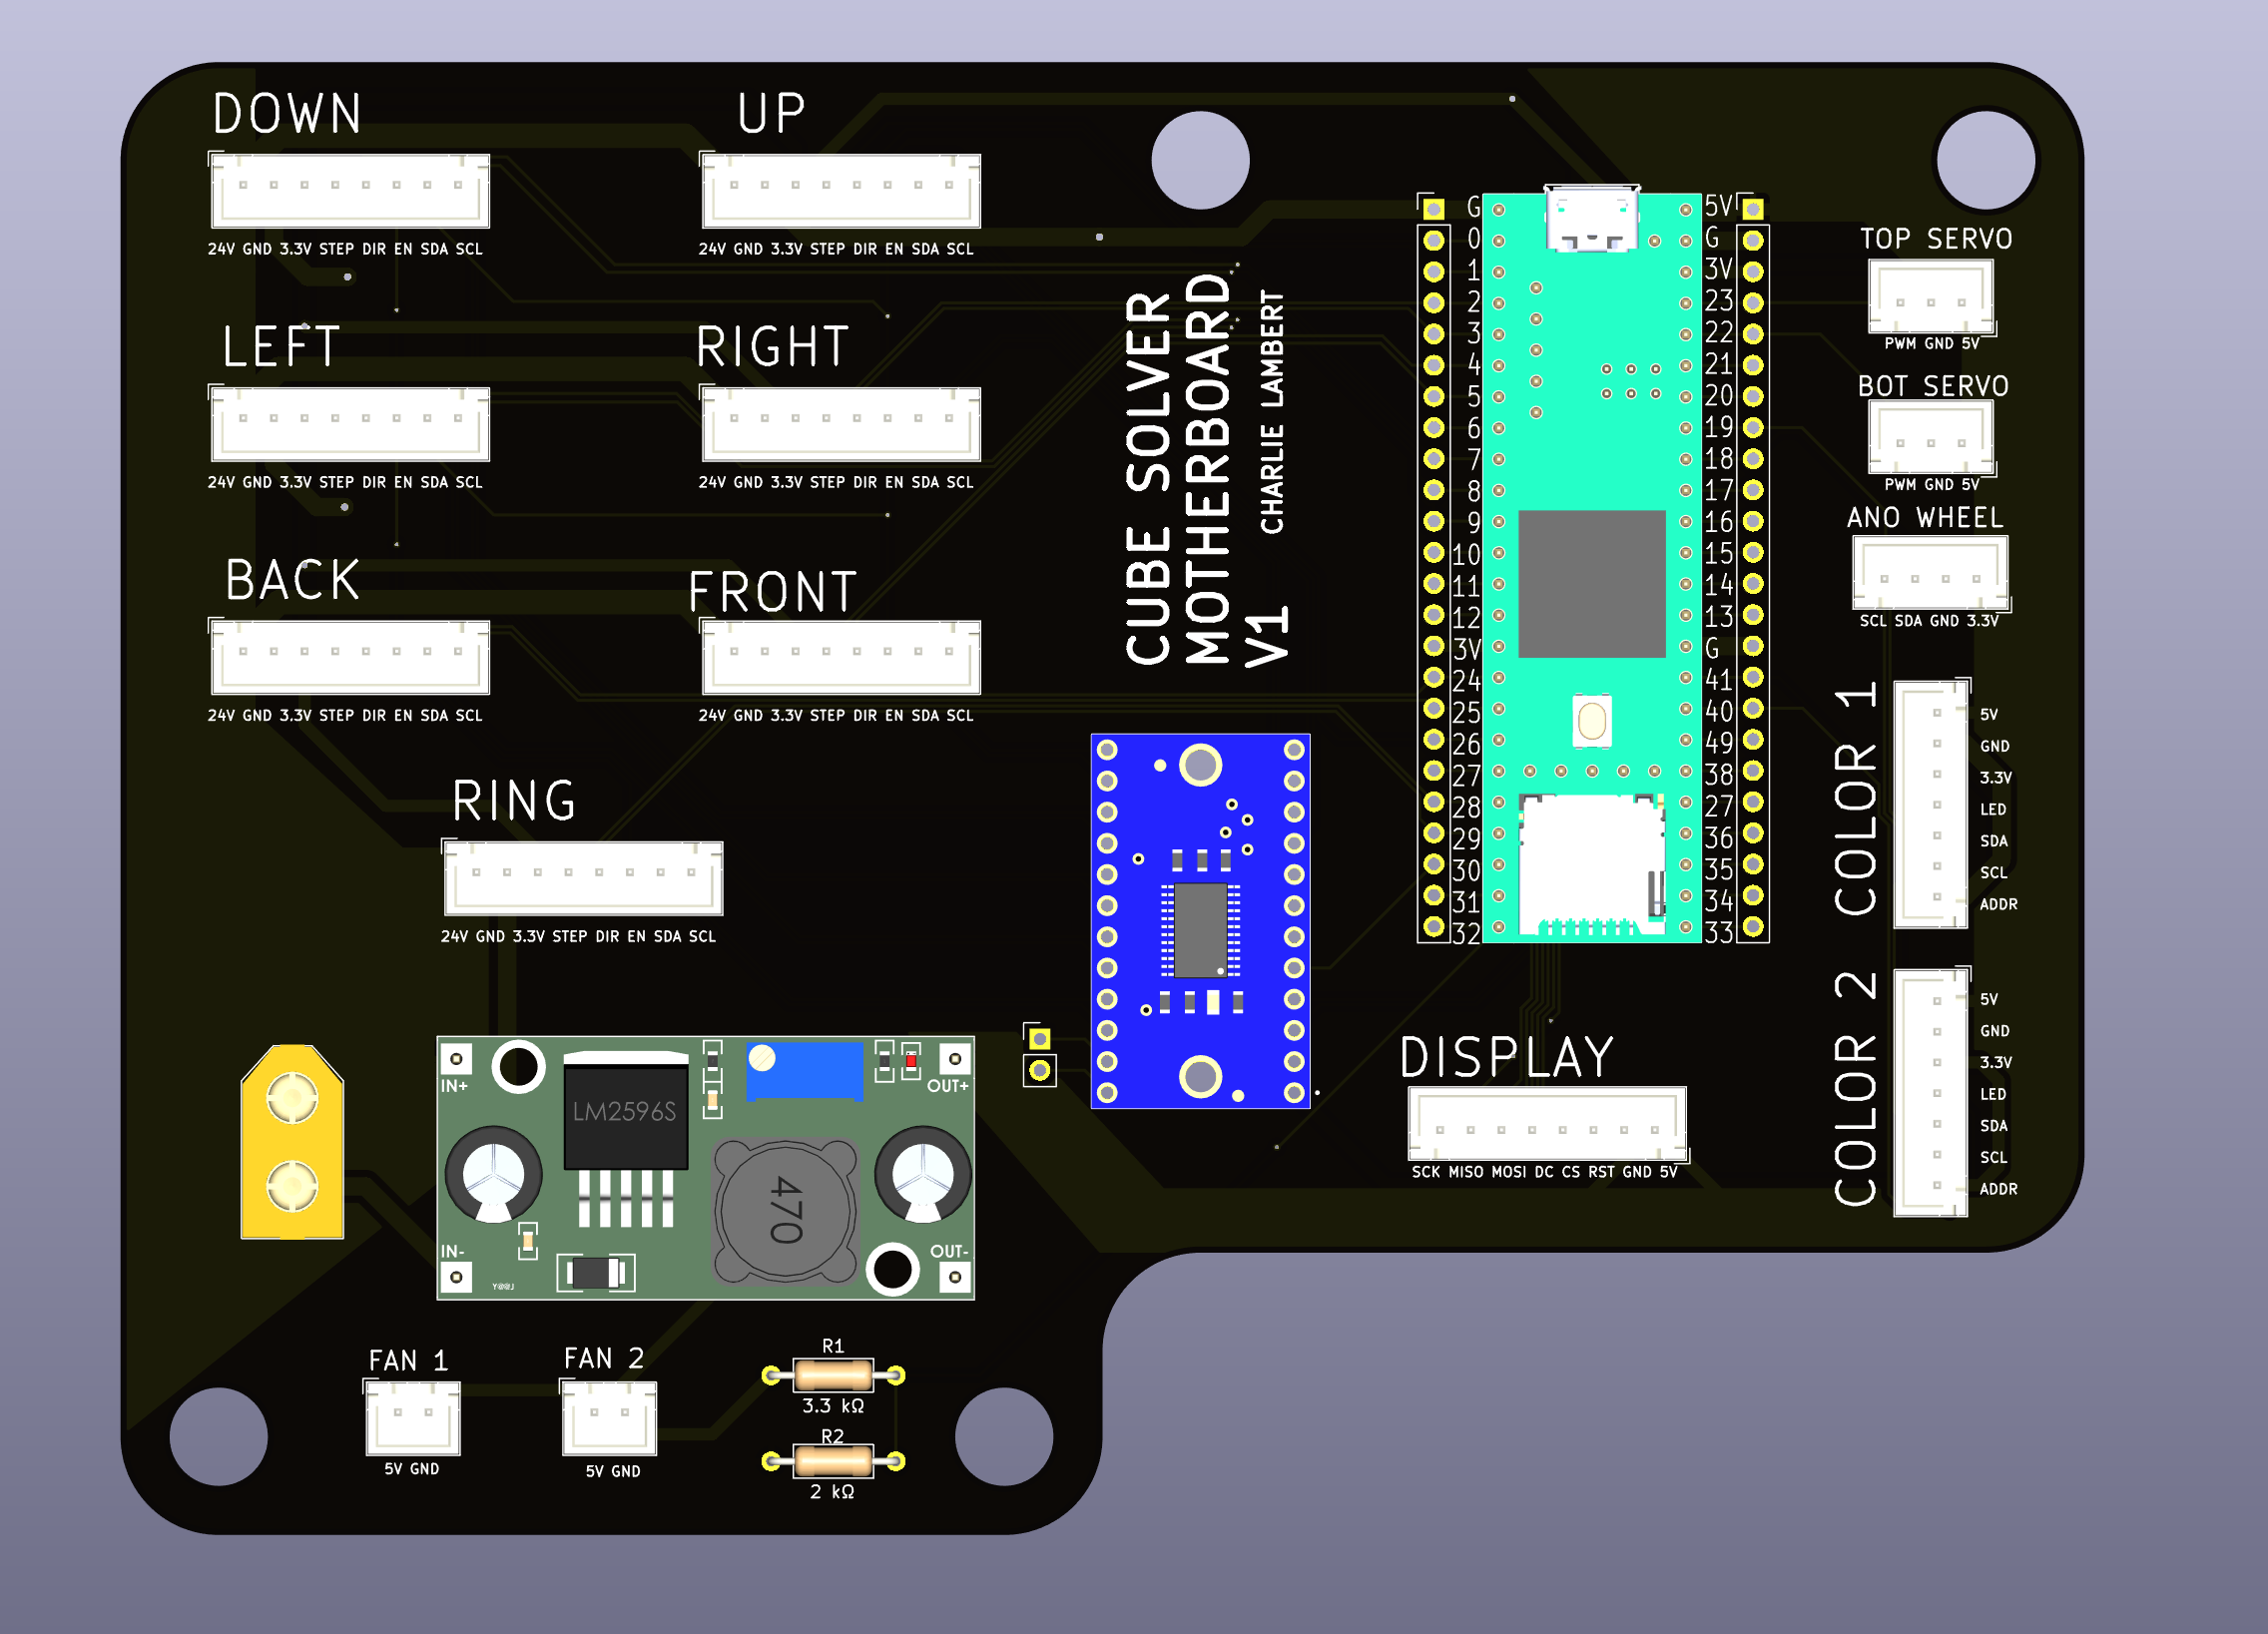 DOWN
24V GND 3.3V STEP DIR EN SDA SCL
UP
24V GND 3.3V STEP DIR EN SDA SCL
LEFT
24V GND 3.3V STEP DIR EN SDA SCL
RIGHT
24V GND 3.3V STEP DIR EN SDA SCL
BACK
24V GND 3.3V STEP DIR EN SDA SCL
FRONT
24V GND 3.3V STEP DIR EN SDA SCL
RING
24V GND 3.3V STEP DIR EN SDA SCL
CUBE SOLVER
MOTHERBOARD
V1
CHARLIE LAMBERT
G
0
1
2
3
4
5
6
7
8
9
10
11
12
3V
24
25
26
27
28
29
30
31
32
5V
G
3V
23
22
21
20
19
18
17
16
15
14
13
G
41
40
49
38
27
36
35
34
33
TOP SERVO
PWM GND 5V
BOT SERVO
PWM GND 5V
ANO WHEEL
SCL SDA GND 3.3V
COLOR 1
5V
GND
3.3V
LED
SDA
SCL
ADDR
COLOR 2
5V
GND
3.3V
LED
SDA
SCL
ADDR
DISPLAY
SCK MISO MOSI DC CS RST GND 5V
IN+
OUT+
LM2596S
470
IN-
OUT-
Y@@J
FAN 1
5V GND
FAN 2
5V GND
R1
3.3 kΩ
R2
2 kΩ